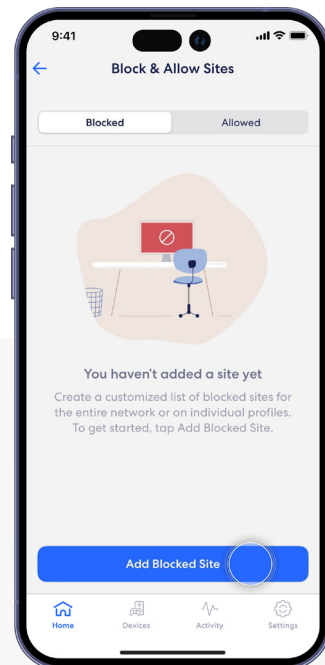 9:41
Block & Allow Sites
Blocked
Allowed
You haven't added a site yet
Create a customized list of blocked sites for
the entire network or on individual profiles.
To get started, tap Add Blocked Site.
Add Blocked Site
Home
Devices
Activity
Settings